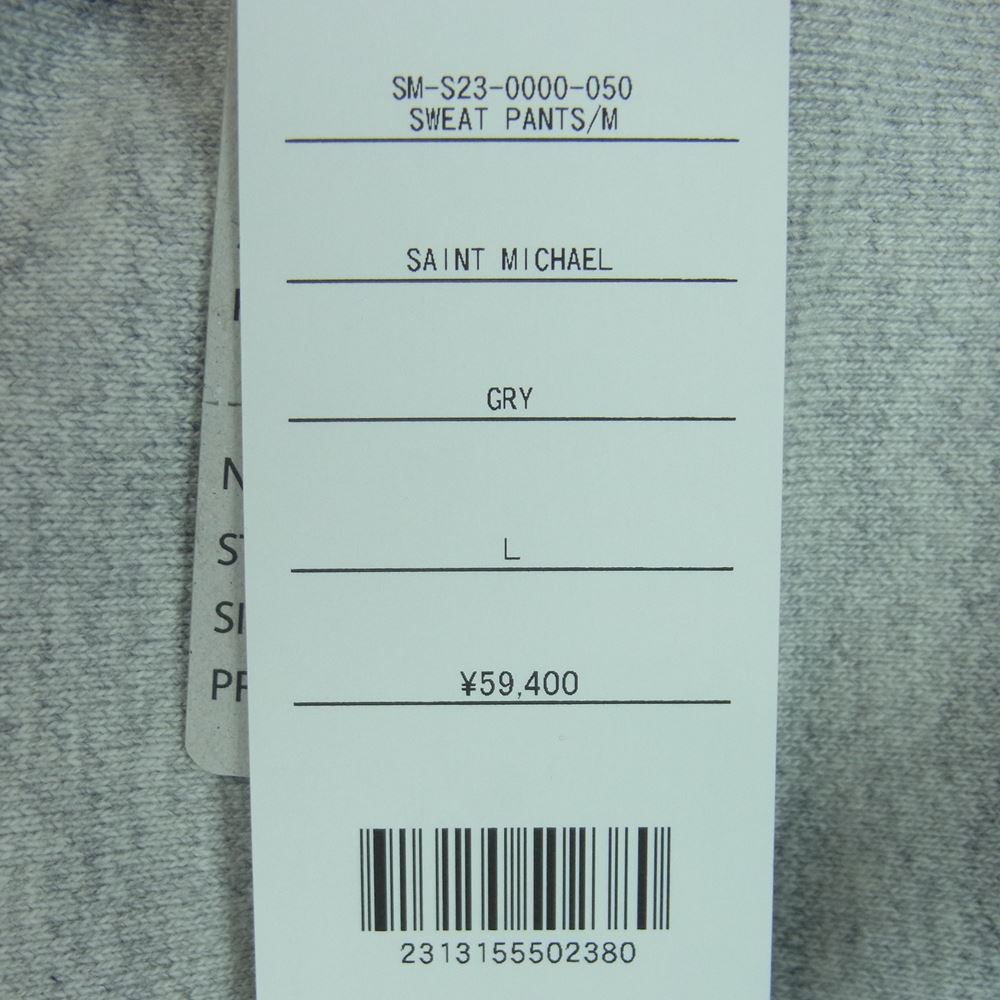 SM-S23-0000-050
SWEAT PANTS/M
SAINT MICHAEL
GRY
L
¥59,400
2313155502380